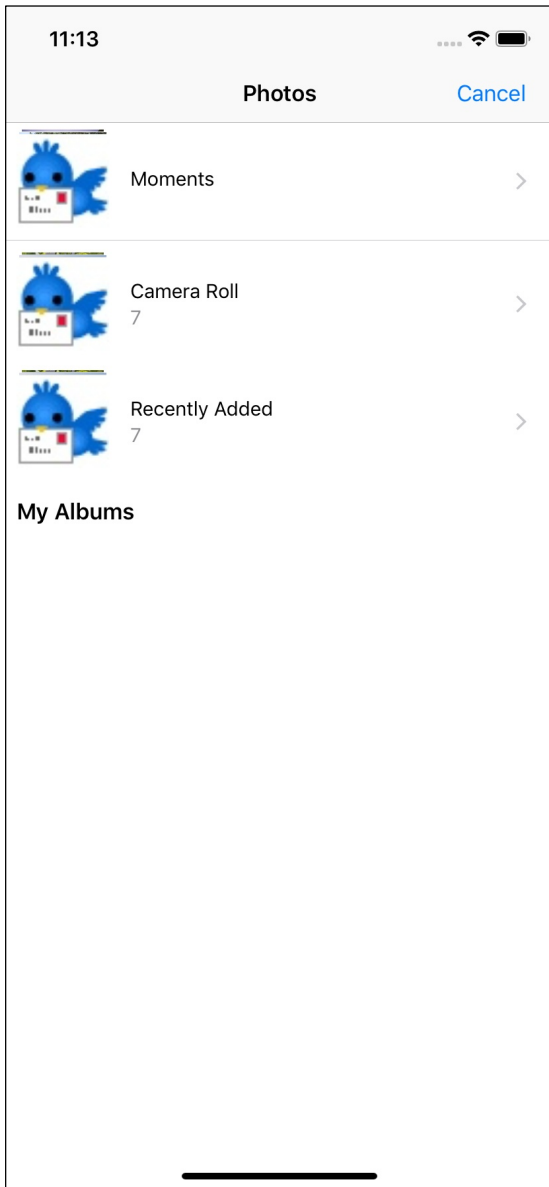 11:13
Photos
Cancel
Moments
Camera Roll
7
Recently Added
7
My Albums